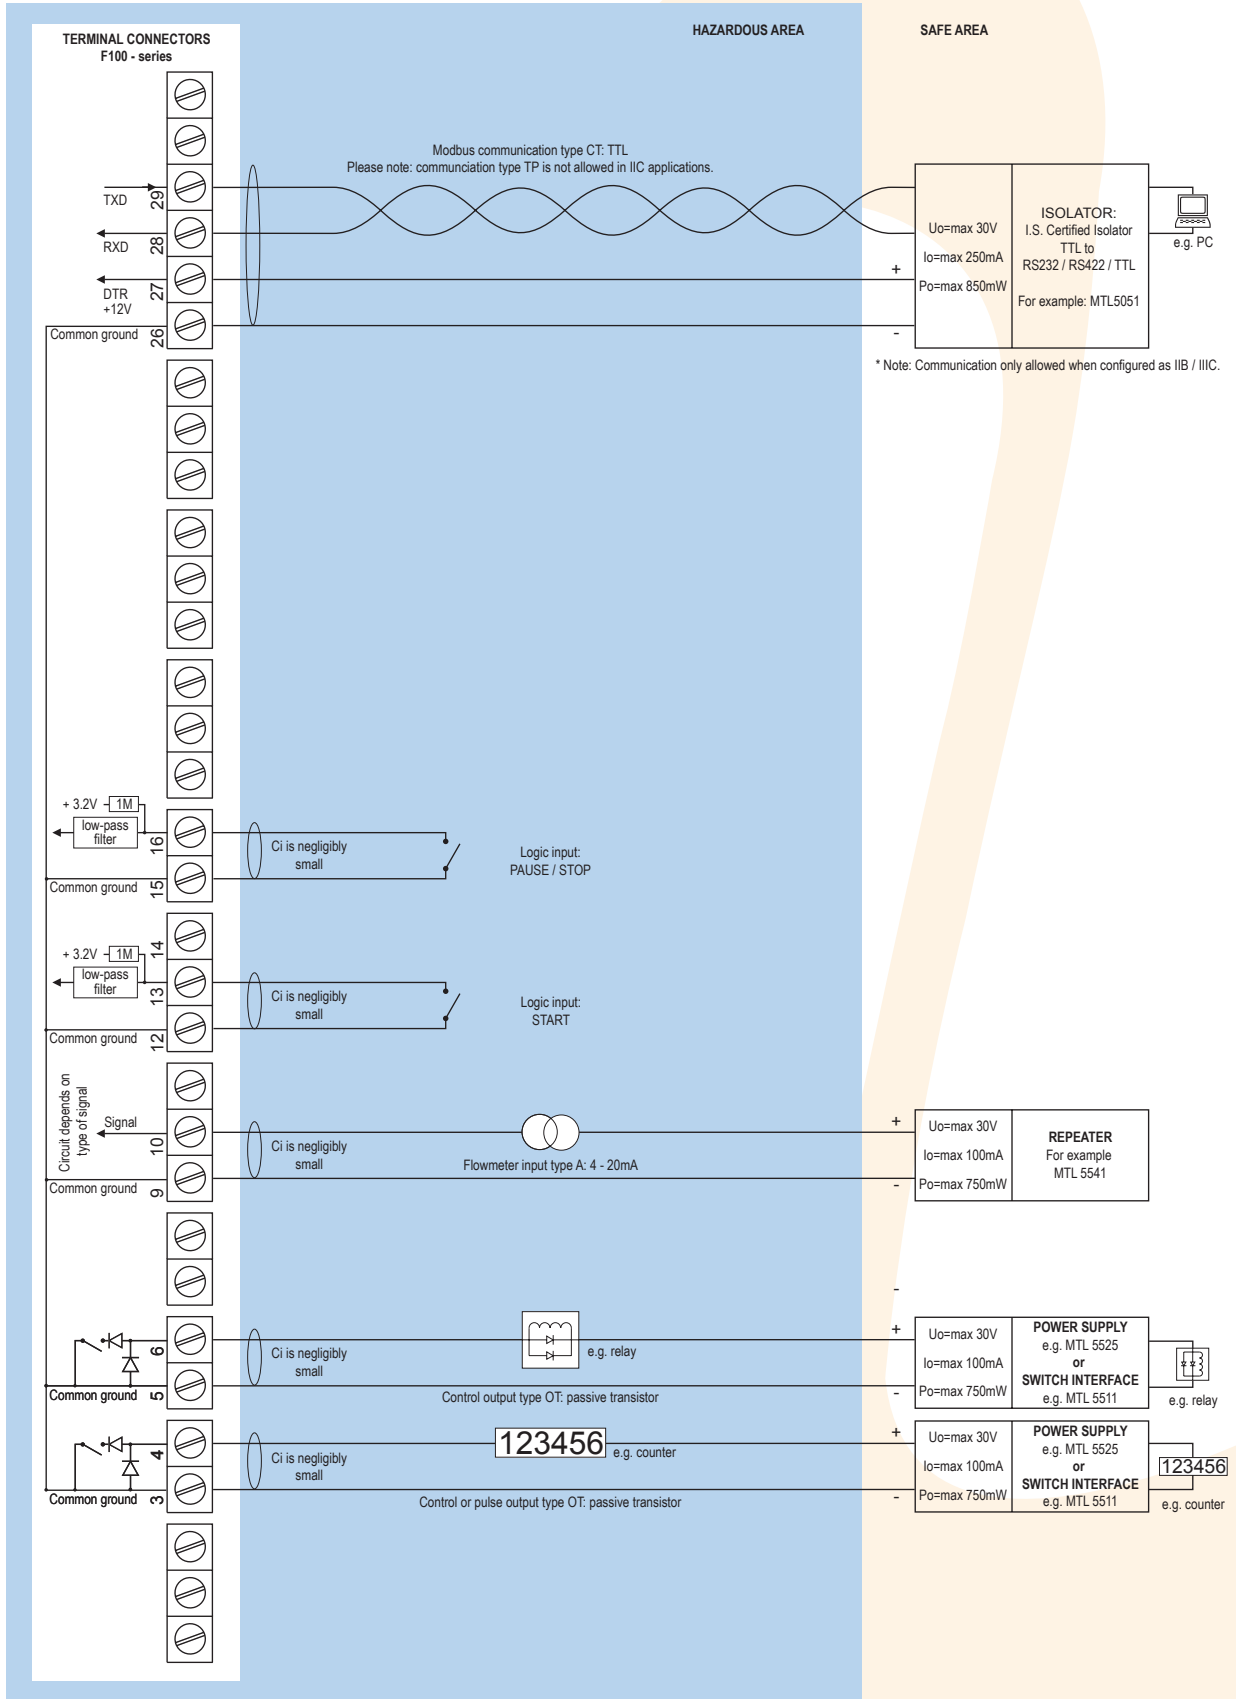 HAZARDOUS AREA
SAFE AREA
TERMINAL CONNECTORS
F100 - series
Modbus communication type CT: TTL
Please note: communciation type TP is not allowed in IIC applications.
TXD
29
RXD
28
DTR
+12V
27
Common ground
26
+
-
Uo=max 30V
Io=max 250mA
Po=max 850mW
ISOLATOR:
I.S. Certified Isolator
TTL to
RS232 / RS422 / TTL
For example: MTL5051
e.g. PC
* Note: Communication only allowed when configured as IIB / IIIC.
+ 3.2V
1M
low-pass
filter
16
Common ground
15
Ci is negligibly
small
Logic input:
PAUSE / STOP
14
+ 3.2V
1M
low-pass
filter
13
Common ground
12
Ci is negligibly
small
Logic input:
START
Circuit depends on
type of signal
Signal
10
Common ground
9
Ci is negligibly
small
Flowmeter input type A: 4 - 20mA
+
-
Uo=max 30V
Io=max 100mA
Po=max 750mW
REPEATER
For example
MTL 5541
-
6
Common ground
5
Ci is negligibly
small
e.g. relay
Control output type OT: passive transistor
+
-
Uo=max 30V
Io=max 100mA
Po=max 750mW
POWER SUPPLY
e.g. MTL 5525
or
SWITCH INTERFACE
e.g. MTL 5511
e.g. relay
4
Common ground
3
Ci is negligibly
small
123456
e.g. counter
Control or pulse output type OT: passive transistor
+
-
Uo=max 30V
Io=max 100mA
Po=max 750mW
POWER SUPPLY
e.g. MTL 5525
or
SWITCH INTERFACE
e.g. MTL 5511
123456
e.g. counter